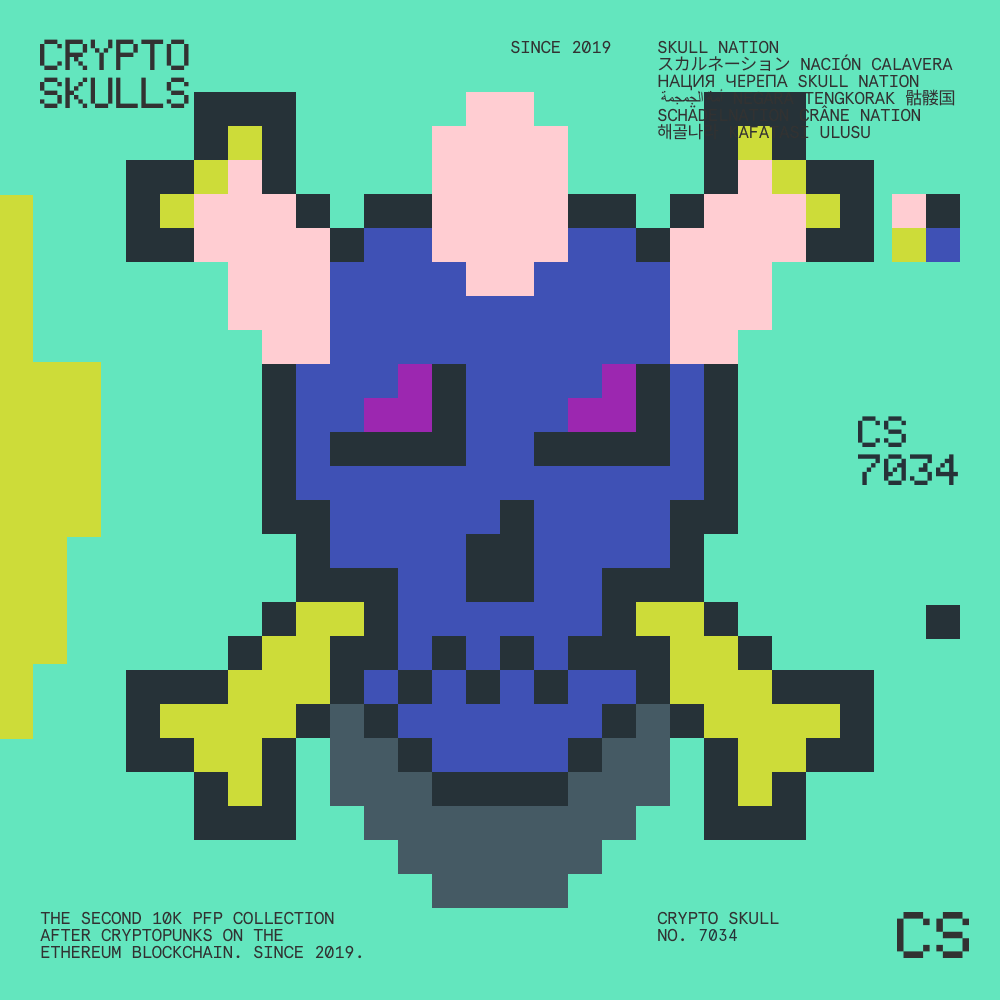 CRYPTO
SKULLS
SINCE 2019
SKULL NATION
スカルネーション NACIÓN CALAVERA
НАЦИЯ ЧЕРЕПА SKULL NATION
الجمجمة TENGKORAK 骷髅国
CRÂNE NATION
해골 ULUSU
CS
7034
THE SECOND 10K PFP COLLECTION
AFTER CRYPTOPUNKS ON THE
ETHEREUM BLOCKCHAIN. SINCE 2019.
CRYPTO SKULL
NO. 7034
CS